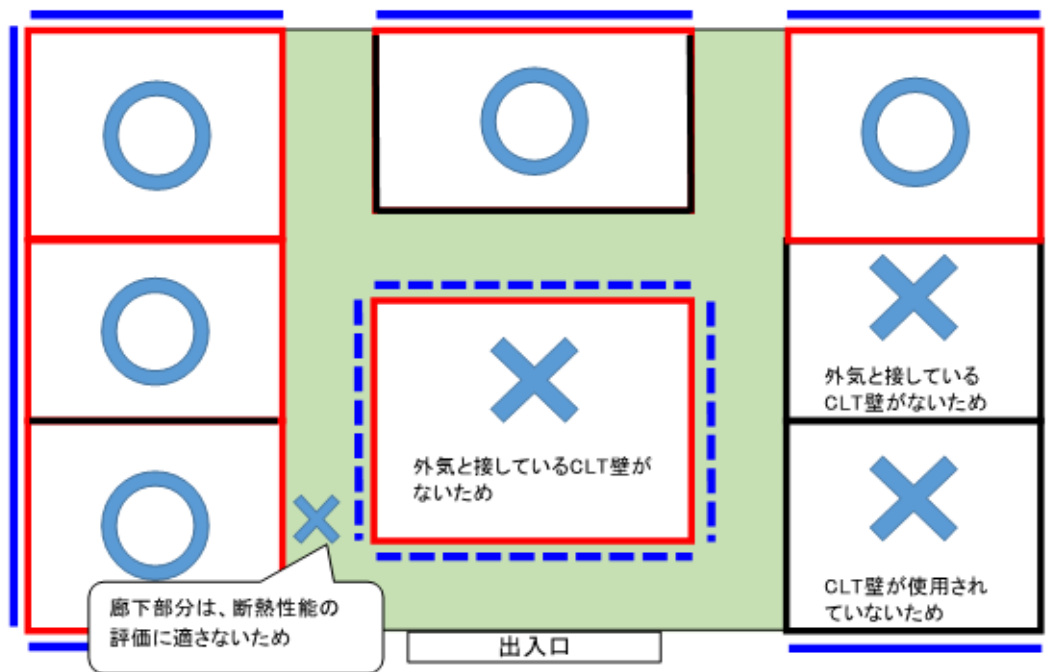 外気と接している
CLT壁がないため
外気と接しているCLT壁が
ないため
CLT壁が使用され
ていないため
廊下部分は、断熱性能の
評価に適さないため
出入口